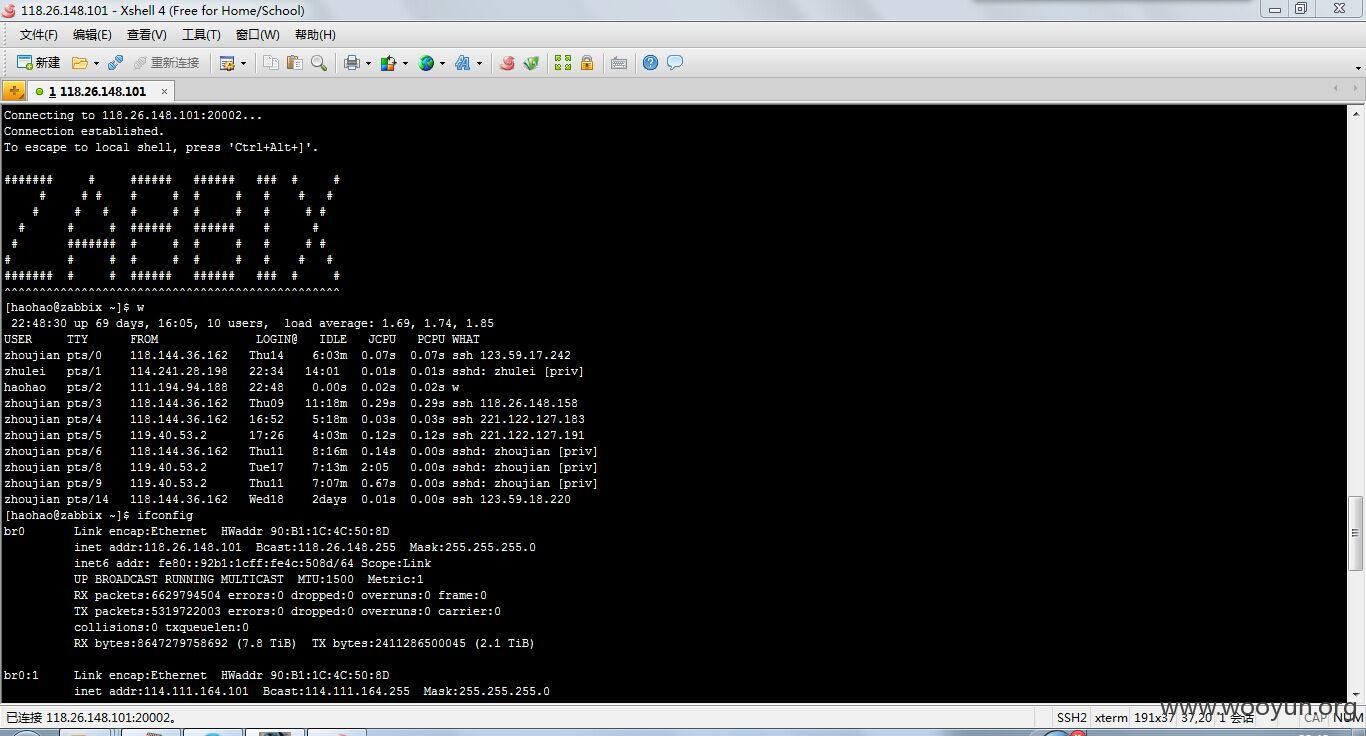 118.26.148.101 - Xshell 4 (Free for Home/School)
文件(F) 编辑(E) 查看(V) 工具(T) 窗口(W) 帮助(H)
新建 重新连接
1 118.26.148.101
Connecting to 118.26.148.101:20002...
Connection established.
To escape to local shell, press 'Ctrl+Alt+]'.
ZABBIX
^^^^^^^^^^^^^^^^^^^^^^^^^^^^^^^^^^^^^^^^^^^^^^^^
[haohao@zabbix ~]$ w
22:48:30 up 69 days, 16:05, 10 users, load average: 1.69, 1.74, 1.85
USER TTY FROM LOGIN@ IDLE JCPU PCPU WHAT
zhoujian pts/0 118.144.36.162 Thu14 6:03m 0.07s 0.07s ssh 123.59.17.242
zhulei pts/1 114.241.28.198 22:34 14:01 0.01s 0.01s sshd: zhulei [priv]
haohao pts/2 111.194.94.188 22:48 0.00s 0.02s 0.02s w
zhoujian pts/3 118.144.36.162 Thu09 11:18m 0.29s 0.29s ssh 118.26.148.158
zhoujian pts/4 118.144.36.162 16:52 5:18m 0.03s 0.03s ssh 221.122.127.183
zhoujian pts/5 119.40.53.2 17:26 4:03m 0.12s 0.12s ssh 221.122.127.191
zhoujian pts/6 118.144.36.162 Thu11 8:16m 0.14s 0.00s sshd: zhoujian [priv]
zhoujian pts/8 119.40.53.2 Tue17 7:13m 2:05 0.00s sshd: zhoujian [priv]
zhoujian pts/9 119.40.53.2 Thu11 7:07m 0.67s 0.00s sshd: zhoujian [priv]
zhoujian pts/14 118.144.36.162 Wed18 2days 0.01s 0.00s ssh 123.59.18.220
[haohao@zabbix ~]$ ifconfig
br0 Link encap:Ethernet HWaddr 90:B1:1C:4C:50:8D
inet addr:118.26.148.101 Bcast:118.26.148.255 Mask:255.255.255.0
inet6 addr: fe80::92b1:1cff:fe4c:508d/64 Scope:Link
UP BROADCAST RUNNING MULTICAST MTU:1500 Metric:1
RX packets:6629794504 errors:0 dropped:0 overruns:0 frame:0
TX packets:5319722003 errors:0 dropped:0 overruns:0 carrier:0
collisions:0 txqueuelen:0
RX bytes:8647279758692 (7.8 TiB) TX bytes:2411286500045 (2.1 TiB)
br0:1 Link encap:Ethernet HWaddr 90:B1:1C:4C:50:8D
inet addr:114.111.164.101 Bcast:114.111.164.255 Mask:255.255.255.0
已连接 118.26.148.101:20002。 SSH2 xterm 191x37 37,20 1 会话 CAP NUM
www.wooyun.org